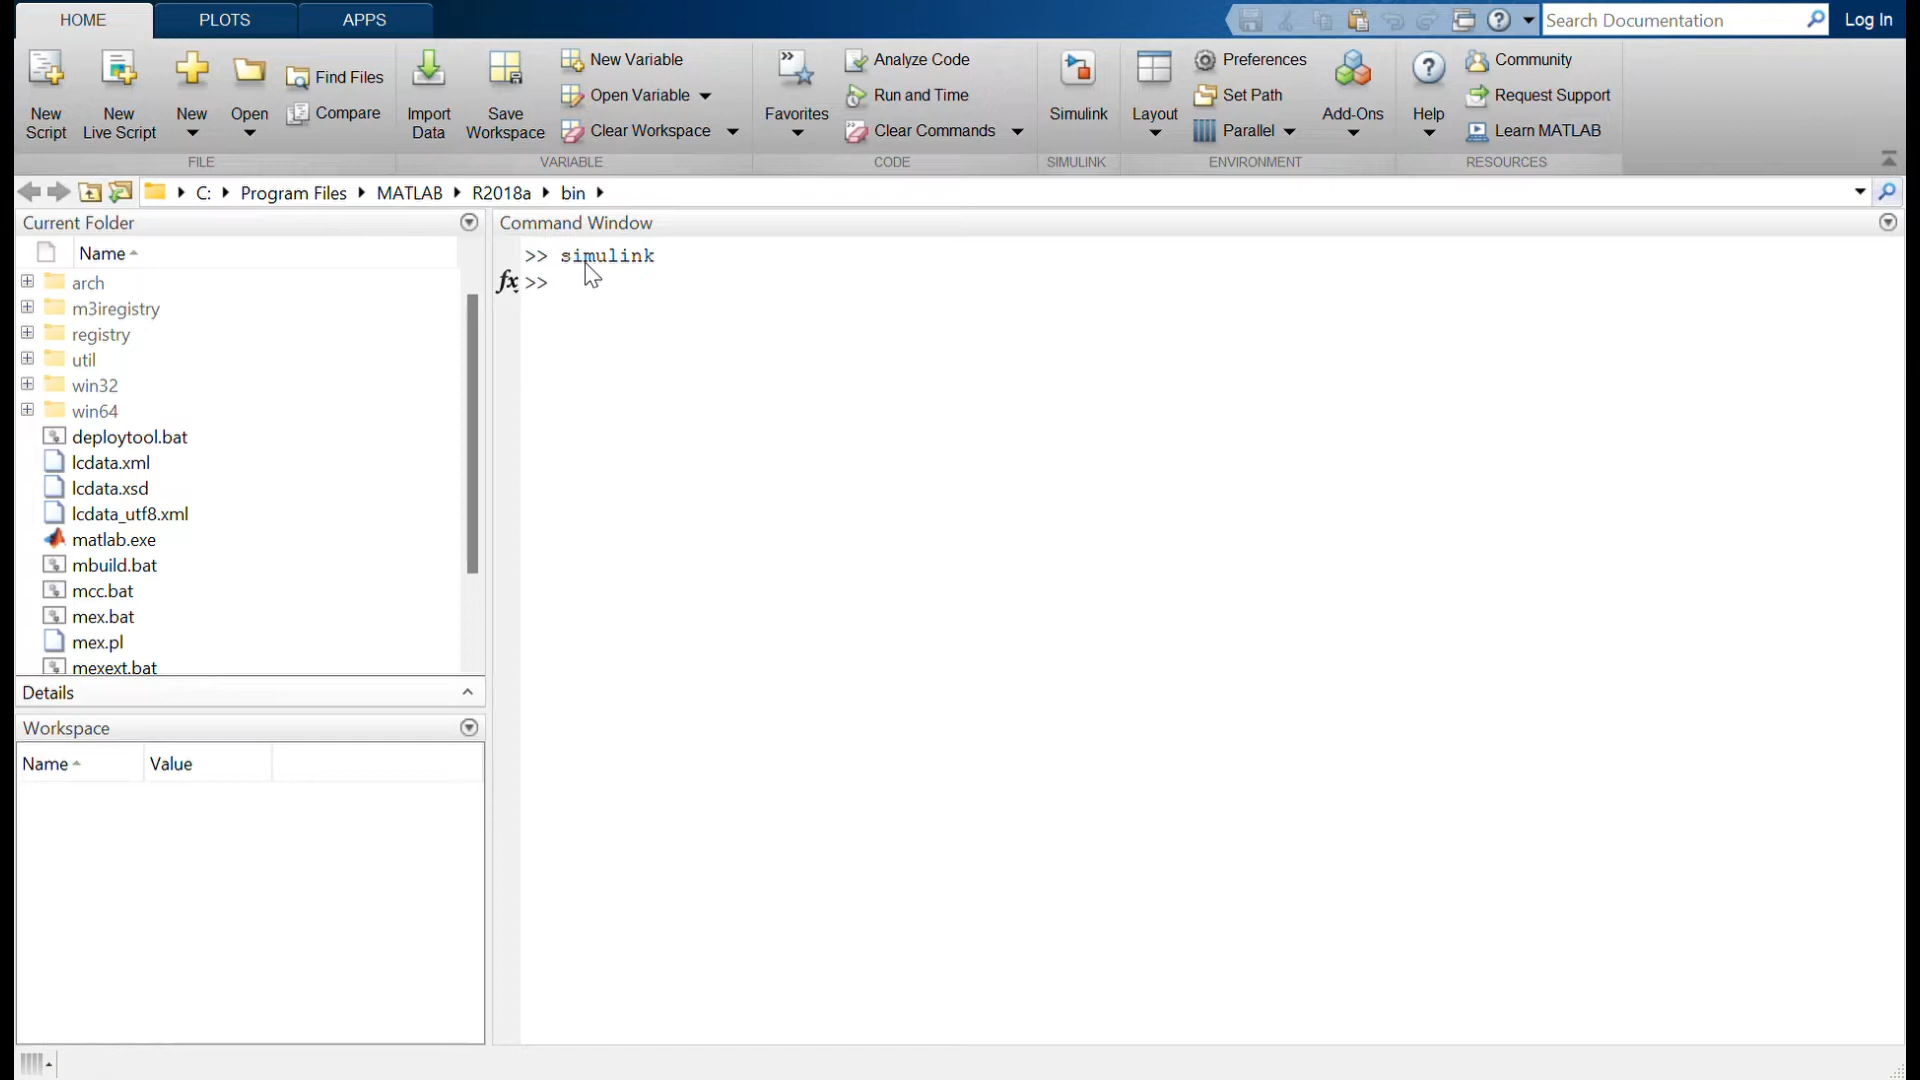 HOME PLOTS APPS
Search Documentation Log In
New Script
New Live Script
New
Open
Find Files
Compare
FILE
Import Data
Save Workspace
New Variable
Open Variable
Clear Workspace
VARIABLE
Favorites
Analyze Code
Run and Time
Clear Commands
CODE
Simulink
SIMULINK
Layout
Preferences
Set Path
Parallel
Add-Ons
ENVIRONMENT
Help
Community
Request Support
Learn MATLAB
RESOURCES
C: Program Files MATLAB R2018a bin
Current Folder
Name
arch
m3iregistry
registry
util
win32
win64
deploytool.bat
lcdata.xml
lcdata.xsd
lcdata_utf8.xml
matlab.exe
mbuild.bat
mcc.bat
mex.bat
mex.pl
mexext.bat
Details
Workspace
Name Value
Command Window
>> simulink
fx >>